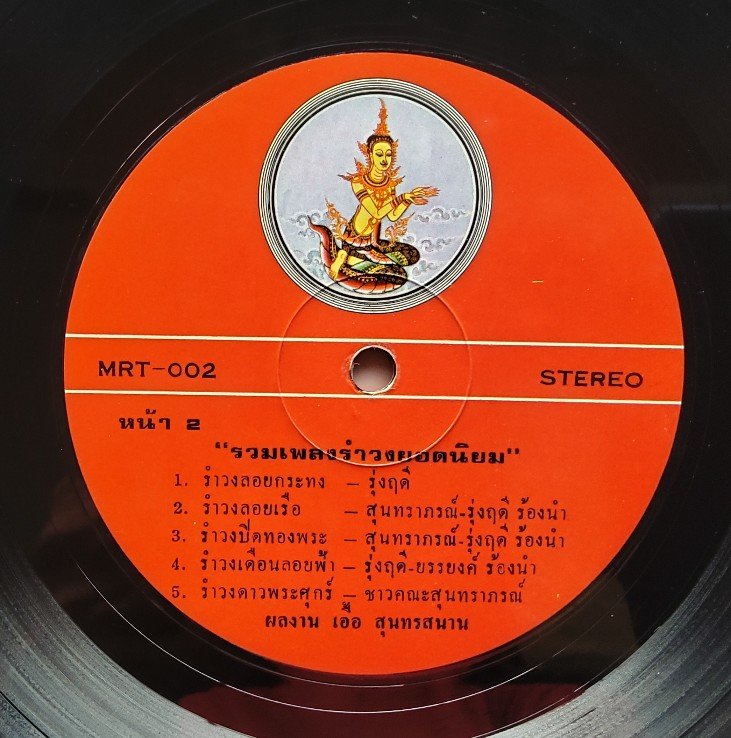 MRT-002
STEREO
หน้า 2
"รวมเพลงรำวงยอดนิยม"
1. รำวงลอยกระทง – รุ่งฤดี
2. รำวงลอยเรือ – สุนทราภรณ์-รุ่งฤดี ร้องนำ
3. รำวงปิดทองพระ – สุนทราภรณ์-รุ่งฤดี ร้องนำ
4. รำวงเดือนลอยฟ้า – รุ่งฤดี-ยรรยงค์ ร้องนำ
5. รำวงดาวพระศุกร์ – ชาวคณะสุนทราภรณ์
ผลงาน เอื้อ สุนทรสนาน